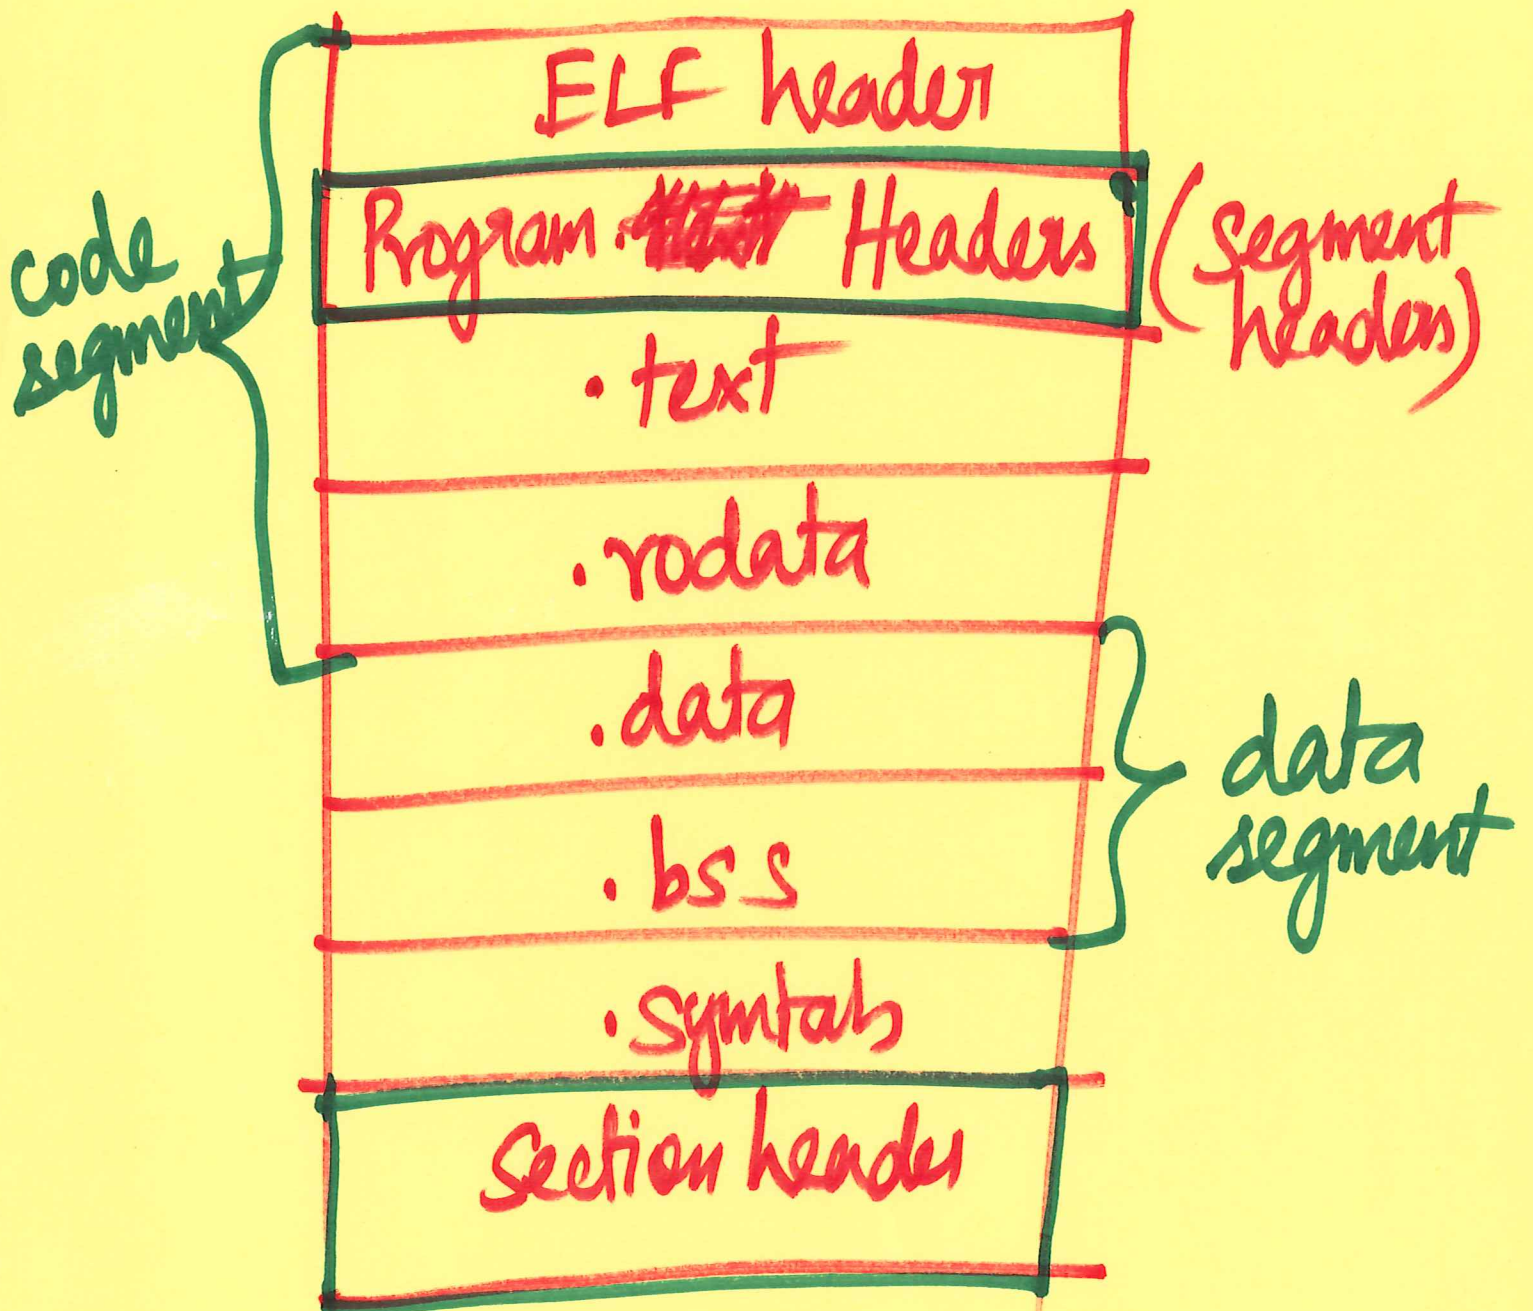 ELF header
Program Headers
(segment
headers)
code
segment
.text
.rodata
.data
data
segment
.bss
.symtab
Section header